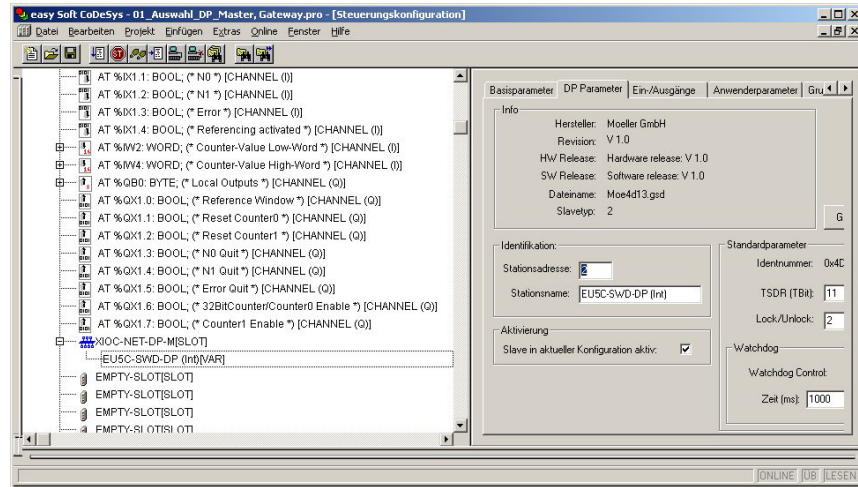 easy Soft CoDeSys - 01_Auswahl_DP_Master, Gateway.pro - [Steuerungskonfiguration]
Datei Bearbeiten Projekt Einfügen Extras Online Fenster Hilfe
AT %IX1.1: BOOL; (* N0 *) [CHANNEL (I)]
AT %IX1.2: BOOL; (* N1 *) [CHANNEL (I)]
AT %IX1.3: BOOL; (* Error *) [CHANNEL (I)]
AT %IX1.4: BOOL; (* Referencing activated *) [CHANNEL (I)]
AT %IW2: WORD; (* Counter-Value Low-Word *) [CHANNEL (I)]
AT %IW4: WORD; (* Counter-Value High-Word *) [CHANNEL (I)]
AT %QB0: BYTE; (* Local Outputs *) [CHANNEL (Q)]
AT %QX1.0: BOOL; (* Reference Window *) [CHANNEL (Q)]
AT %QX1.1: BOOL; (* Reset Counter0 *) [CHANNEL (Q)]
AT %QX1.2: BOOL; (* Reset Counter1 *) [CHANNEL (Q)]
AT %QX1.3: BOOL; (* N0 Quit *) [CHANNEL (Q)]
AT %QX1.4: BOOL; (* N1 Quit *) [CHANNEL (Q)]
AT %QX1.5: BOOL; (* Error Quit *) [CHANNEL (Q)]
AT %QX1.6: BOOL; (* 32BitCounter/Counter0 Enable *) [CHANNEL (Q)]
AT %QX1.7: BOOL; (* Counter1 Enable *) [CHANNEL (Q)]
XIOC-NET-DP-M[SLOT]
EU5C-SWD-DP (Int)[VAR]
EMPTY-SLOT[SLOT]
EMPTY-SLOT[SLOT]
EMPTY-SLOT[SLOT]
EMPTY-SLOT[SLOT]
Basisparameter DP Parameter Ein-/Ausgänge Anwenderparameter Gru
Info
Hersteller: Moeller GmbH
Revision: V 1.0
HW Release: Hardware release: V 1.0
SW Release: Software release: V 1.0
Dateiname: Moe4d13.gsd
Slavetyp: 2
G
Identifikation:
Stationsadresse: 2
Stationsname: EU5C-SWD-DP (Int)
Aktivierung
Slave in aktueller Konfiguration aktiv:
Standardparameter
Identnummer: 0x4D
TSDR (TBit): 11
Lock/Unlock: 2
Watchdog
Watchdog Control:
Zeit (ms): 1000
ONLINE ÜB LESEN